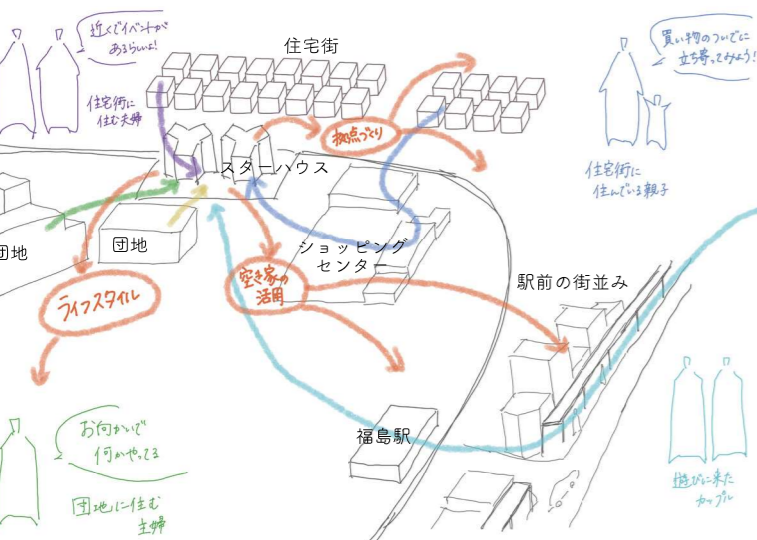 近くでイベントが
あるらしいよ!
住宅街に
住む夫婦
住宅街
買い物のついでに
立ち寄ってみよう!
住宅街に
住んでいる親子
拠点づくり
スターハウス
団地
団地
ショッピング
センター
空き家の
活用
ライフスタイル
駅前の街並み
福島駅
お向かいで
何かやってる
団地に住む
主婦
遊びに来た
カップル